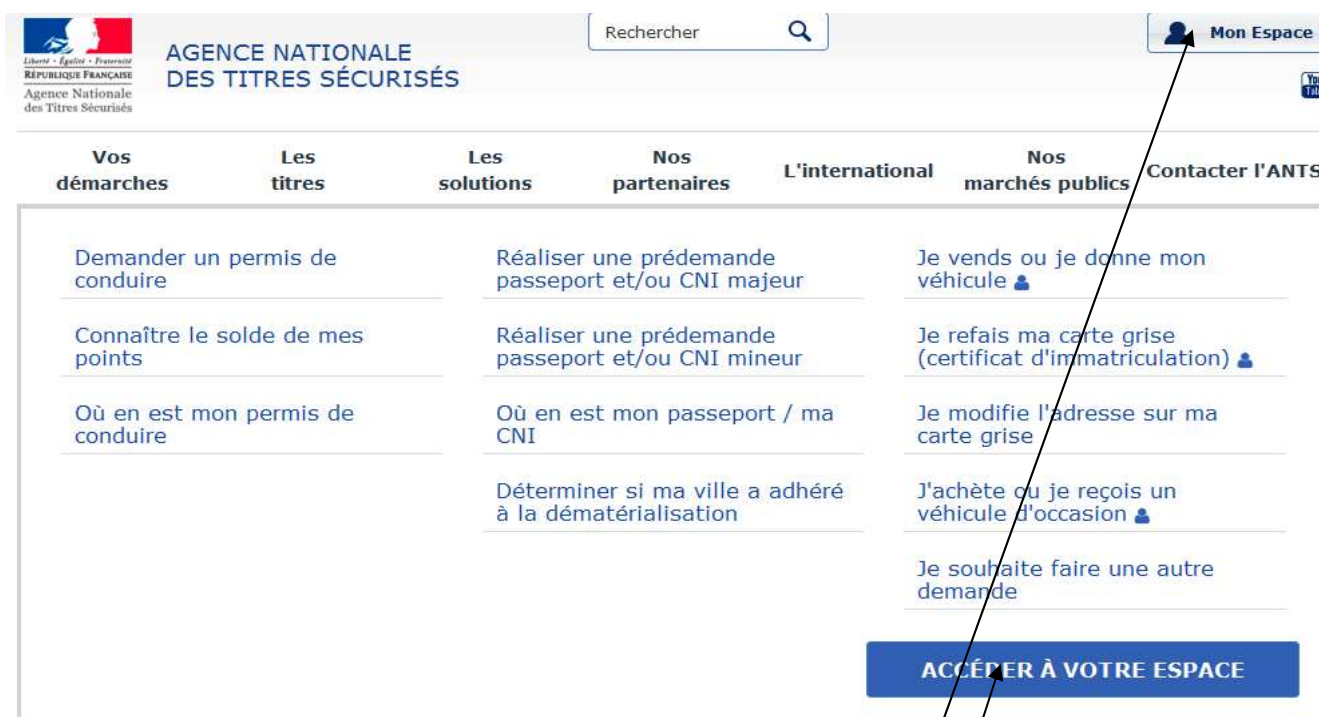 Liberté • Égalité • Fraternité
RÉPUBLIQUE FRANÇAISE
Agence Nationale
des Titres Sécurisés
AGENCE NATIONALE
DES TITRES SÉCURISÉS
Rechercher
Mon Espace
Vos
démarches
Les
titres
Les
solutions
Nos
partenaires
L'international
Nos
marchés publics
Contacter l'ANTS
Demander un permis de
conduire
Connaître le solde de mes
points
Où en est mon permis de
conduire
Réaliser une prédemande
passeport et/ou CNI majeur
Réaliser une prédemande
passeport et/ou CNI mineur
Où en est mon passeport / ma
CNI
Déterminer si ma ville a adhéré
à la dématérialisation
Je vends ou je donne mon
véhicule
Je refais ma carte grise
(certificat d'immatriculation)
Je modifie l'adresse sur ma
carte grise
J'achète ou je reçois un
véhicule d'occasion
Je souhaite faire une autre
demande
ACCÉDER À VOTRE ESPACE